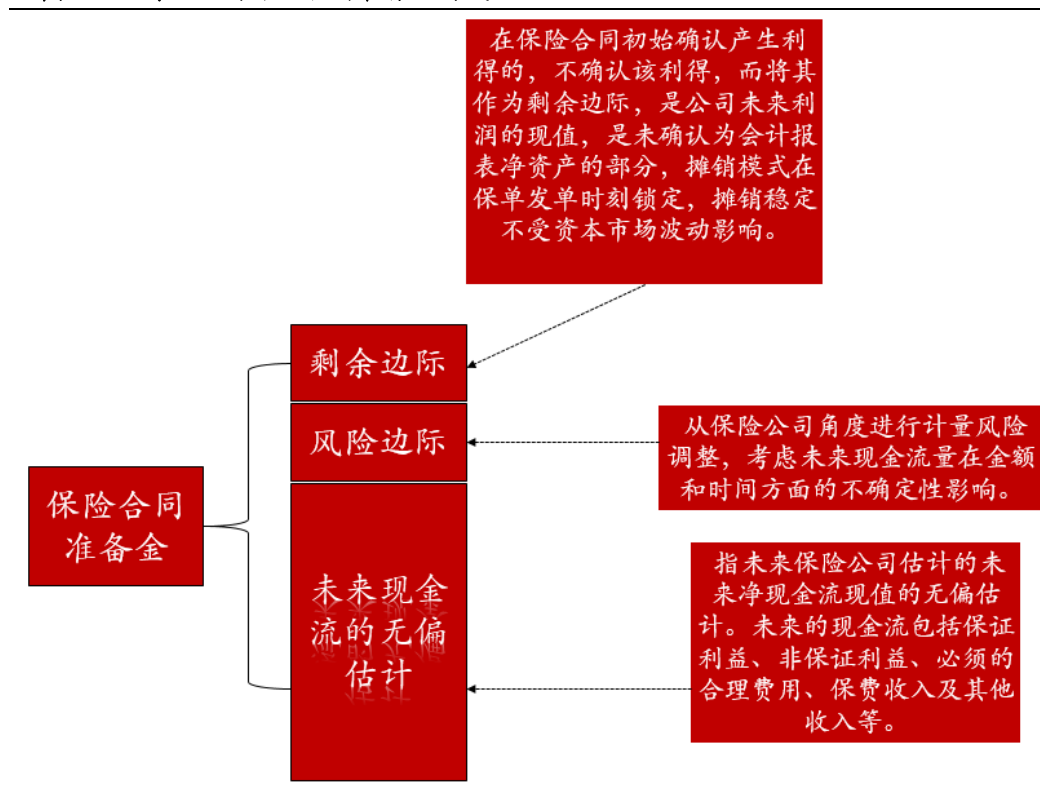 在保险合同初始确认产生利
得的，不确认该利得，而将其
作为剩余边际，是公司未来利
润的现值，是未确认为会计报
表净资产的部分，摊销模式在
保单发单时刻锁定，摊销稳定
不受资本市场波动影响。
剩余边际
风险边际
从保险公司角度进行计量风险
调整，考虑未来现金流量在金额
和时间方面的不确定性影响。
保险合同
准备金
未来现金
流的无偏
估计
指未来保险公司估计的未
来净现金流现值的无偏估
计。未来的现金流包括保证
利益、非保证利益、必须的
合理费用、保费收入及其他
收入等。